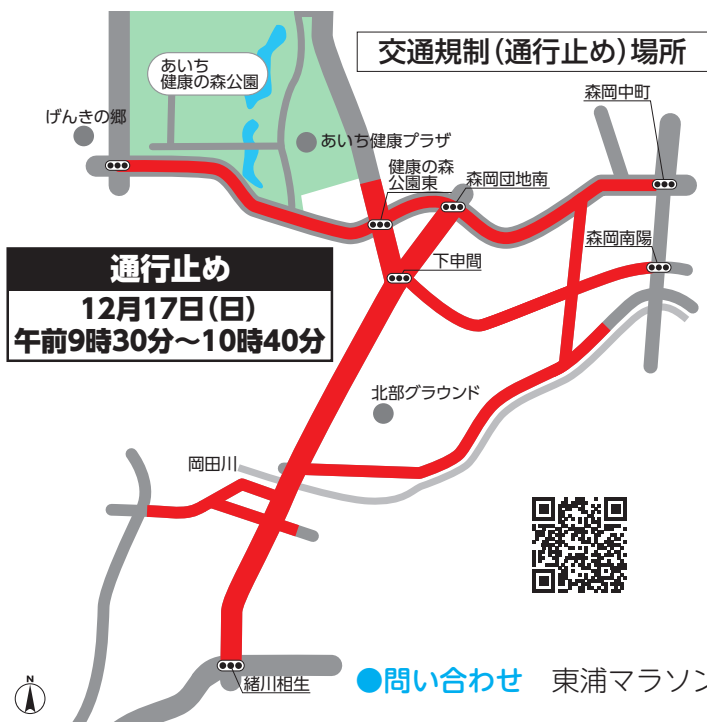 交通規制(通行止め)場所
あいち
健康の森公園
森岡中町
げんきの郷
あいち健康プラザ
健康の森
公園東
森岡団地南
森岡南陽
下申間
通行止め
12月17日(日)
午前9時30分~10時40分
北部グラウンド
岡田川
緒川相生
N
●問い合わせ 東浦マラソン